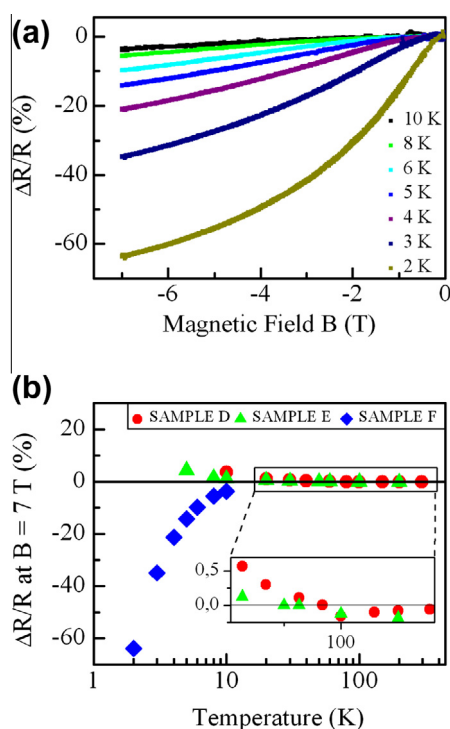 (a)
0
-20
-40
-60
ΔR/R (%)
10 K
8 K
6 K
5 K
4 K
3 K
2 K
-6
-4
-2
0
Magnetic Field B (T)
(b)
SAMPLE D
SAMPLE E
SAMPLE F
20
0
-20
-40
-60
ΔR/R at B = 7 T (%)
0,5
0,0
100
1
10
100
Temperature (K)